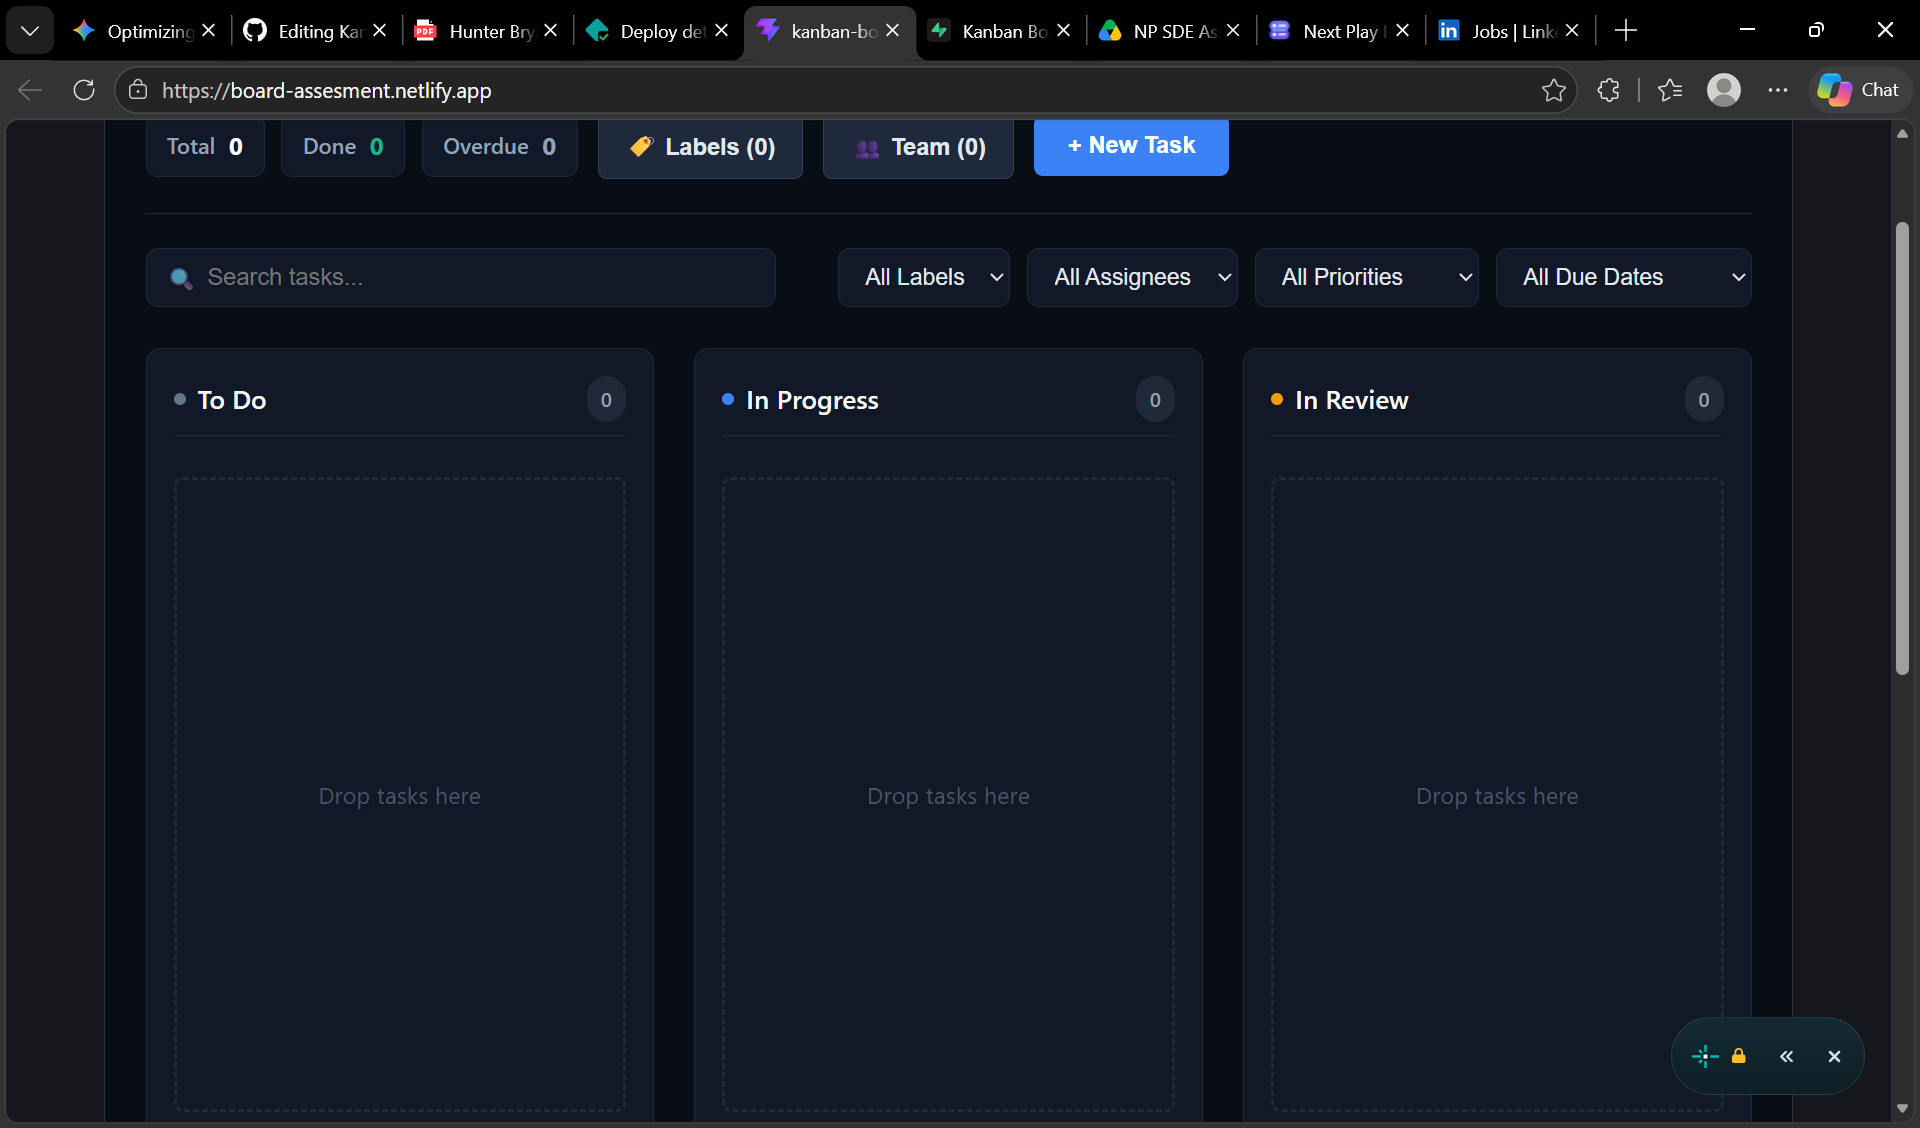 Optimizing
Editing Kar
Hunter Bry
Deploy det
kanban-bo
Kanban Bo
NP SDE As
Next Play
Jobs | Link
https://board-assesment.netlify.app
Chat
Total 0
Done 0
Overdue 0
Labels (0)
Team (0)
+ New Task
Search tasks...
All Labels
All Assignees
All Priorities
All Due Dates
To Do 0
In Progress 0
In Review 0
Drop tasks here
Drop tasks here
Drop tasks here